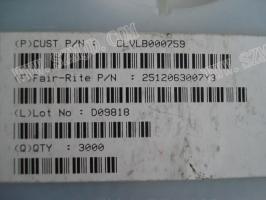 (P)CUST P/N : CLVLB000759
(F)Fair-Rite P/N : 2512063007Y3
(L)Lot No : D09818
(Q)QTY : 3000